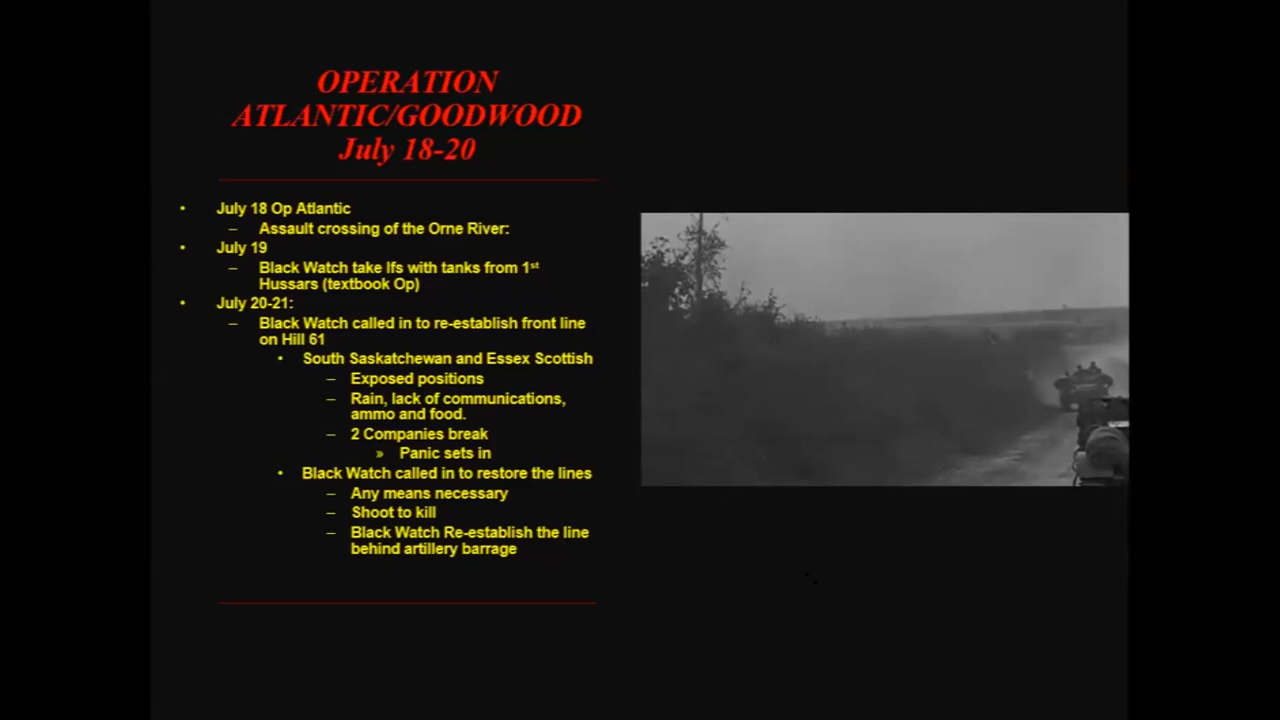 OPERATION
ATLANTIC/GOODWOOD
July 18-20
• July 18 Op Atlantic
– Assault crossing of the Orne River:
• July 19
– Black Watch take Ifs with tanks from 1st
Hussars (textbook Op)
• July 20-21:
– Black Watch called in to re-establish front line
on Hill 61
• South Saskatchewan and Essex Scottish
– Exposed positions
– Rain, lack of communications,
ammo and food.
– 2 Companies break
» Panic sets in
• Black Watch called in to restore the lines
– Any means necessary
– Shoot to kill
– Black Watch Re-establish the line
behind artillery barrage